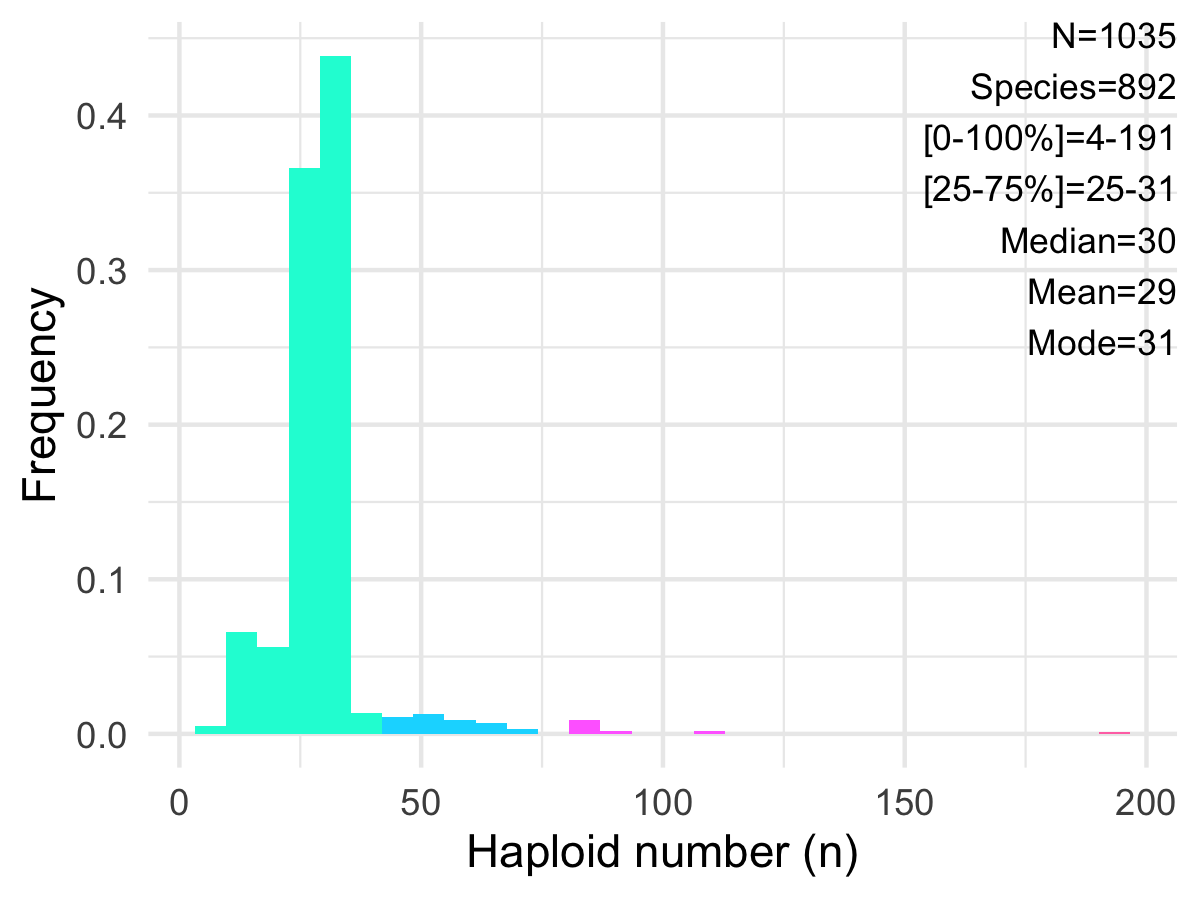 N=1035
Species=892
[0-100%]=4-191
[25-75%]=25-31
Median=30
Mean=29
Mode=31
Frequency
0.4
0.3
0.2
0.1
0.0
0 50 100 150 200
Haploid number (n)